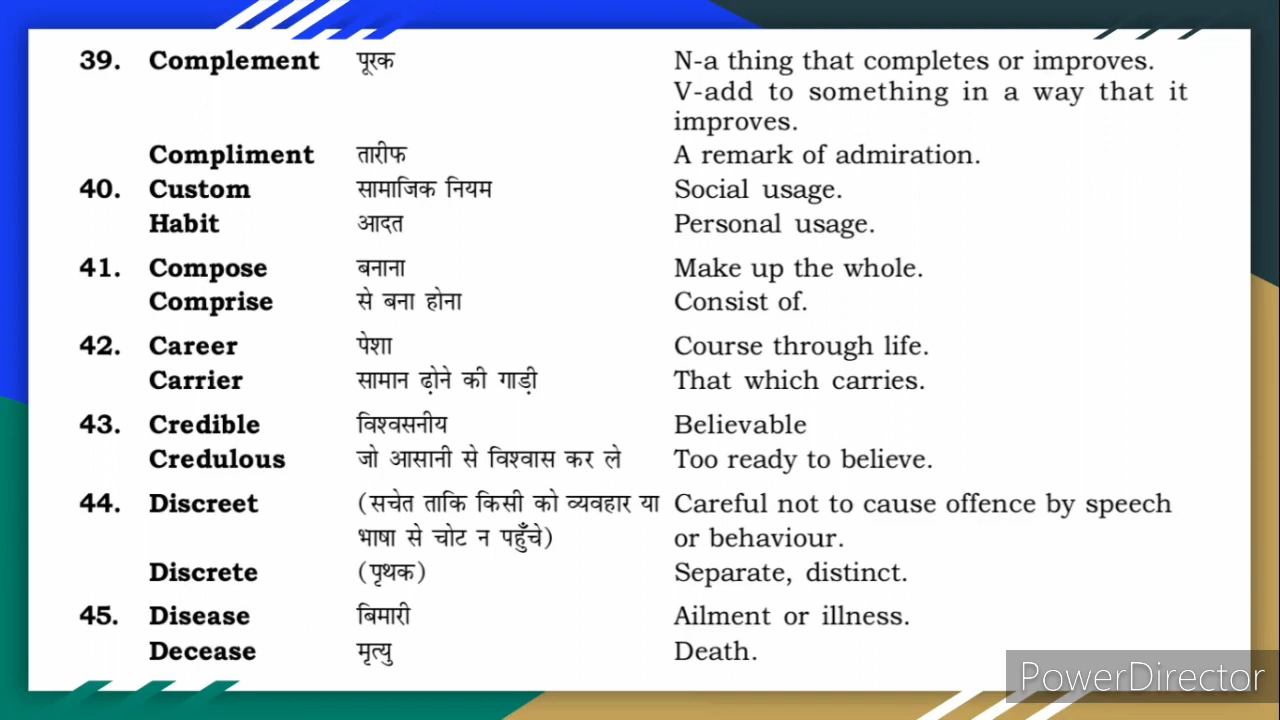 39. Complement पूरक N-a thing that completes or improves.
V-add to something in a way that it
improves.
Compliment तारीफ A remark of admiration.
40. Custom सामाजिक नियम Social usage.
Habit आदत Personal usage.
41. Compose बनाना Make up the whole.
Comprise से बना होना Consist of.
42. Career पेशा Course through life.
Carrier सामान ढ़ोने की गाड़ी That which carries.
43. Credible विश्वसनीय Believable
Credulous जो आसानी से विश्वास कर ले Too ready to believe.
44. Discreet (सचेत ताकि किसी को व्यवहार या Careful not to cause offence by speech
भाषा से चोट न पहुँचे) or behaviour.
Discrete (पृथक) Separate, distinct.
45. Disease बिमारी Ailment or illness.
Decease मृत्यु Death.
PowerDirector